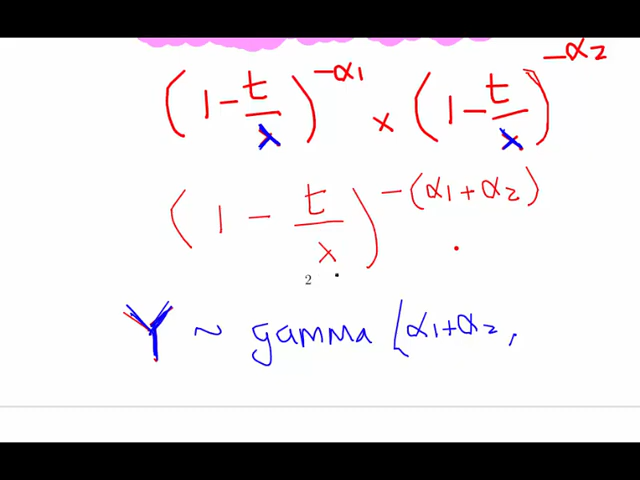 (1 - t/λ)^{-α1} × (1 - t/λ)^{-α2}
(1 - t/λ)^{-(α1+α2)}
2
Y ~ gamma (α1+α2,